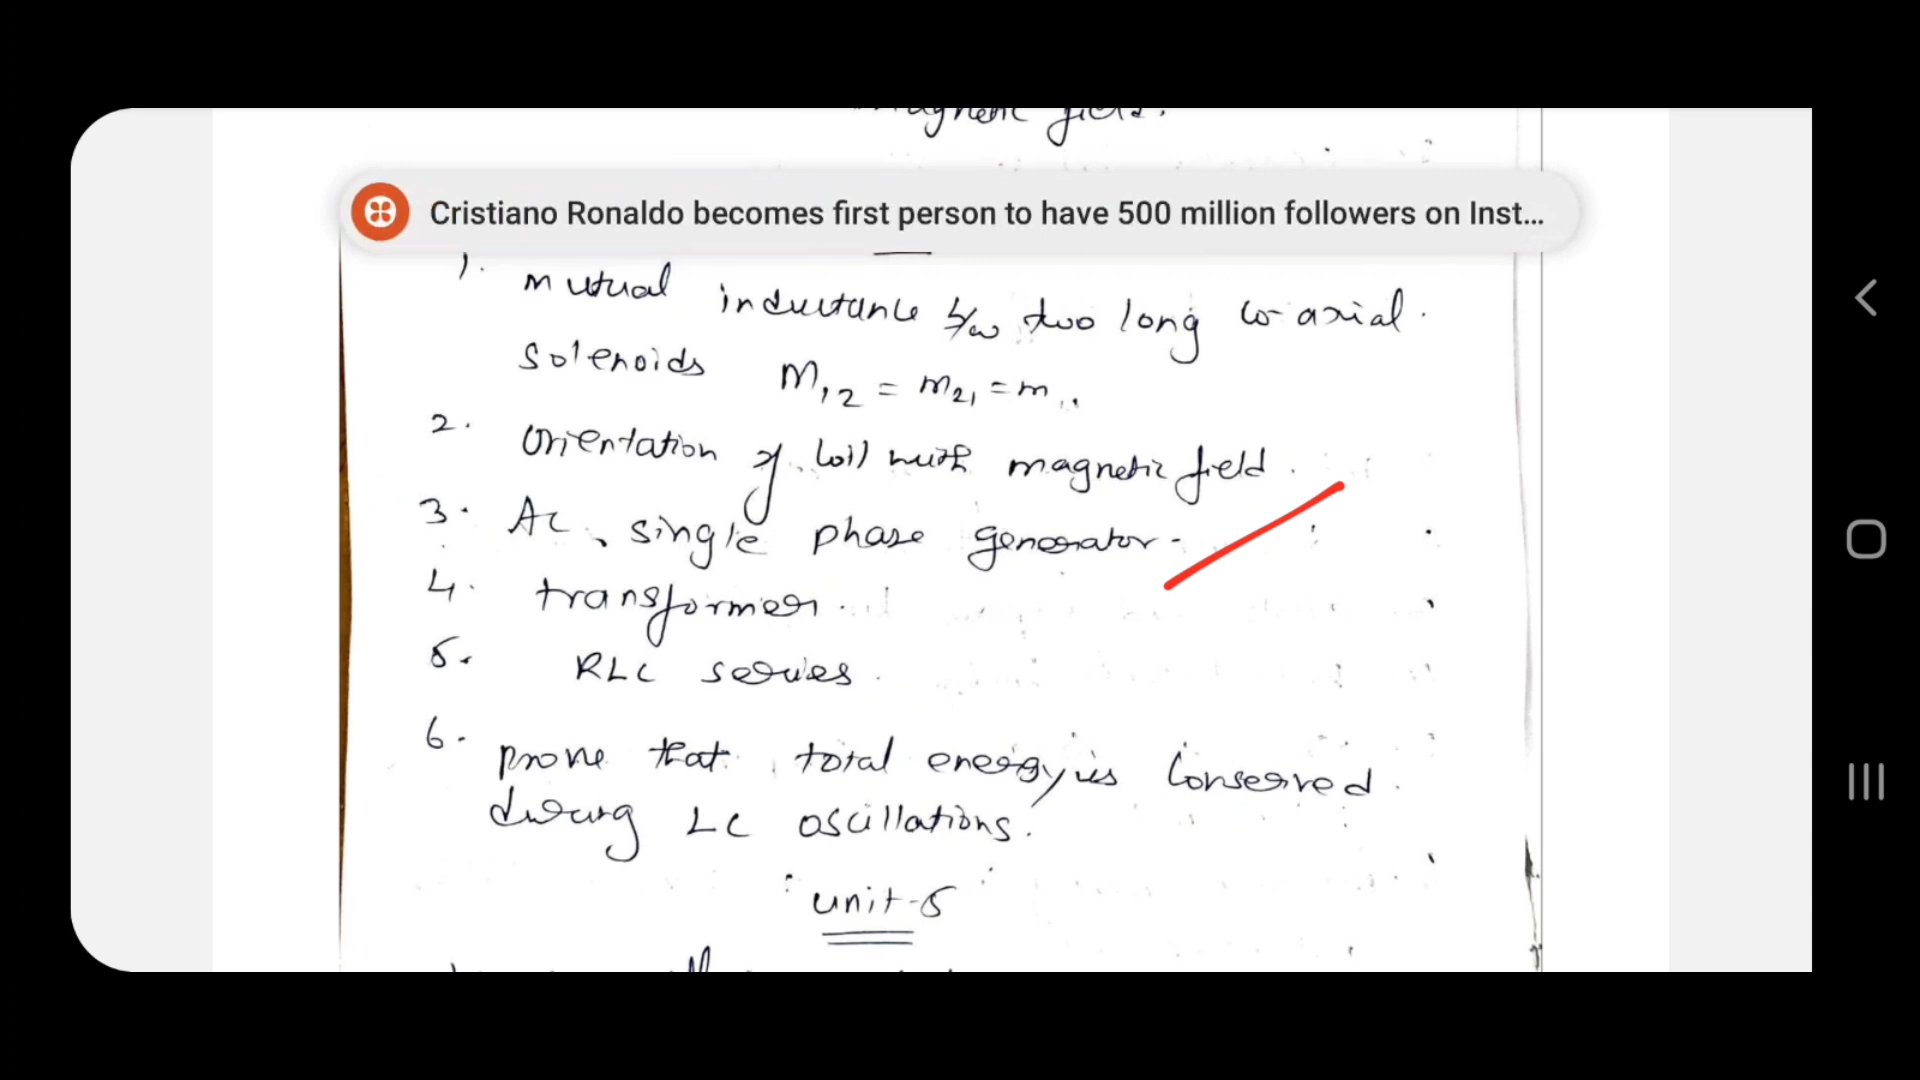 magnetic field.
Cristiano Ronaldo becomes first person to have 500 million followers on Inst...
1. mutual inductance b/w two long co-axial.
solenoids M12 = M21 = m
2. Orientation of coil with magnetic field.
3. AC single phase generator-
4. transformer.
5. RLC series.
6. prove that total energy is Conserved
during LC oscillations.
unit-5